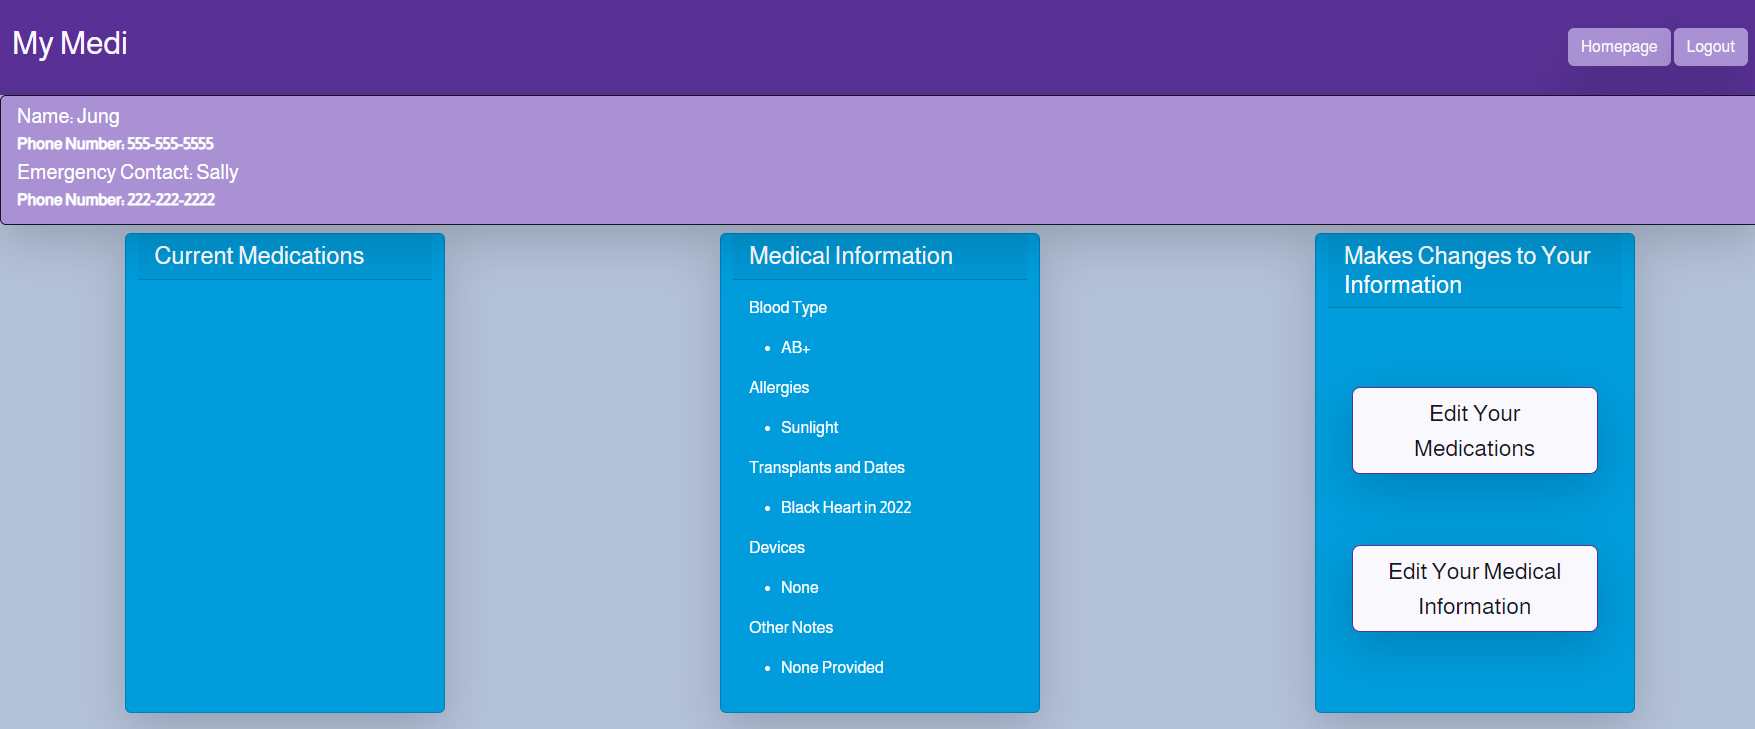 My Medi
Homepage
Logout
Name: Jung
Phone Number: 555-555-5555
Emergency Contact: Sally
Phone Number: 222-222-2222
Current Medications
Medical Information
Blood Type
• AB+
Allergies
• Sunlight
Transplants and Dates
• Black Heart in 2022
Devices
• None
Other Notes
• None Provided
Makes Changes to Your
Information
Edit Your
Medications
Edit Your Medical
Information